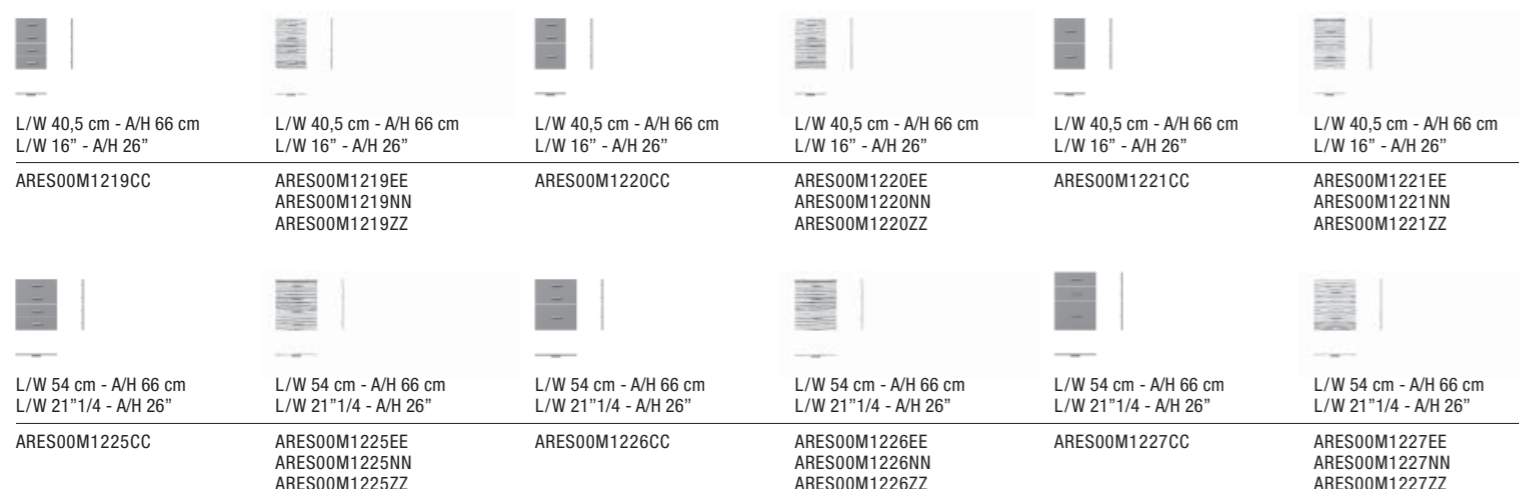 L/W 40,5 cm - A/H 66 cm
L/W 16” - A/H 26”
ARES00M1219CC
L/W 40,5 cm - A/H 66 cm
L/W 16” - A/H 26”
ARES00M1219EE
ARES00M1219NN
ARES00M1219ZZ
L/W 40,5 cm - A/H 66 cm
L/W 16” - A/H 26”
ARES00M1220CC
L/W 40,5 cm - A/H 66 cm
L/W 16” - A/H 26”
ARES00M1220EE
ARES00M1220NN
ARES00M1220ZZ
L/W 40,5 cm - A/H 66 cm
L/W 16” - A/H 26”
ARES00M1221CC
L/W 40,5 cm - A/H 66 cm
L/W 16” - A/H 26”
ARES00M1221EE
ARES00M1221NN
ARES00M1221ZZ
L/W 54 cm - A/H 66 cm
L/W 21”1/4 - A/H 26”
ARES00M1225CC
L/W 54 cm - A/H 66 cm
L/W 21”1/4 - A/H 26”
ARES00M1225EE
ARES00M1225NN
ARES00M1225ZZ
L/W 54 cm - A/H 66 cm
L/W 21”1/4 - A/H 26”
ARES00M1226CC
L/W 54 cm - A/H 66 cm
L/W 21”1/4 - A/H 26”
ARES00M1226EE
ARES00M1226NN
ARES00M1226ZZ
L/W 54 cm - A/H 66 cm
L/W 21”1/4 - A/H 26”
ARES00M1227CC
L/W 54 cm - A/H 66 cm
L/W 21”1/4 - A/H 26”
ARES00M1227EE
ARES00M1227NN
ARES00M1227ZZ